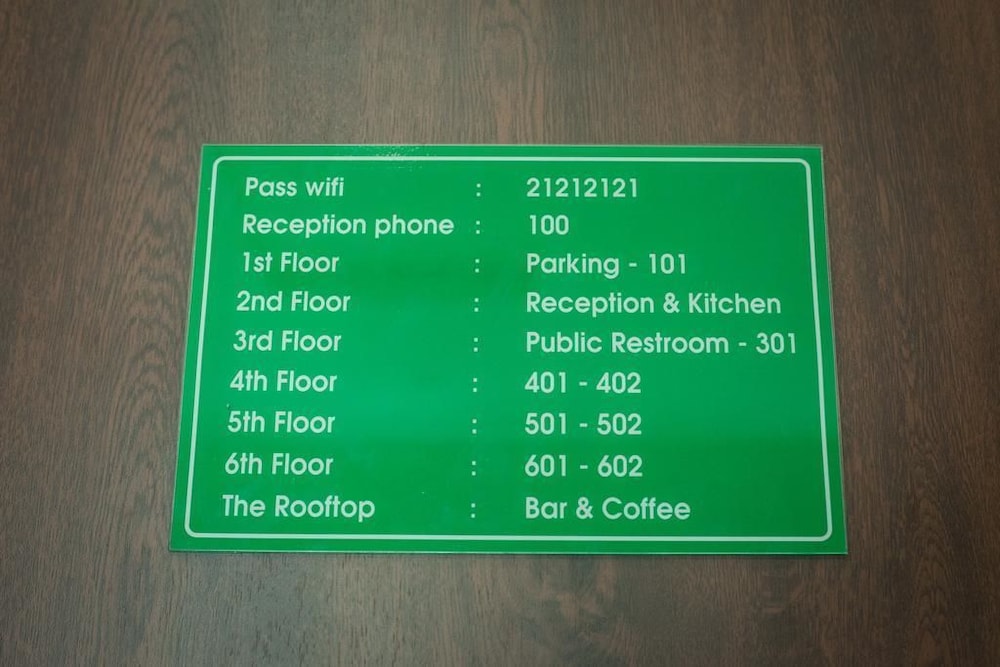 Pass wifi : 21212121
Reception phone : 100
1st Floor : Parking - 101
2nd Floor : Reception & Kitchen
3rd Floor : Public Restroom - 301
4th Floor : 401 - 402
5th Floor : 501 - 502
6th Floor : 601 - 602
The Rooftop : Bar & Coffee